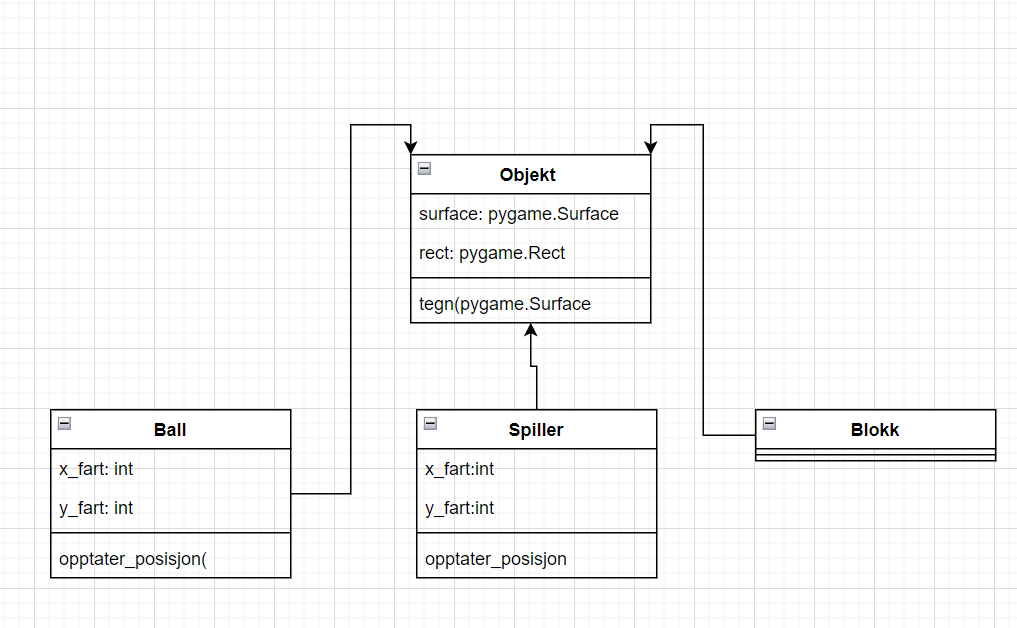 Objekt
surface: pygame.Surface
rect: pygame.Rect
tegn(pygame.Surface
Ball
x_fart: int
y_fart: int
opptater_posisjon(
Spiller
x_fart:int
y_fart:int
opptater_posisjon
Blokk